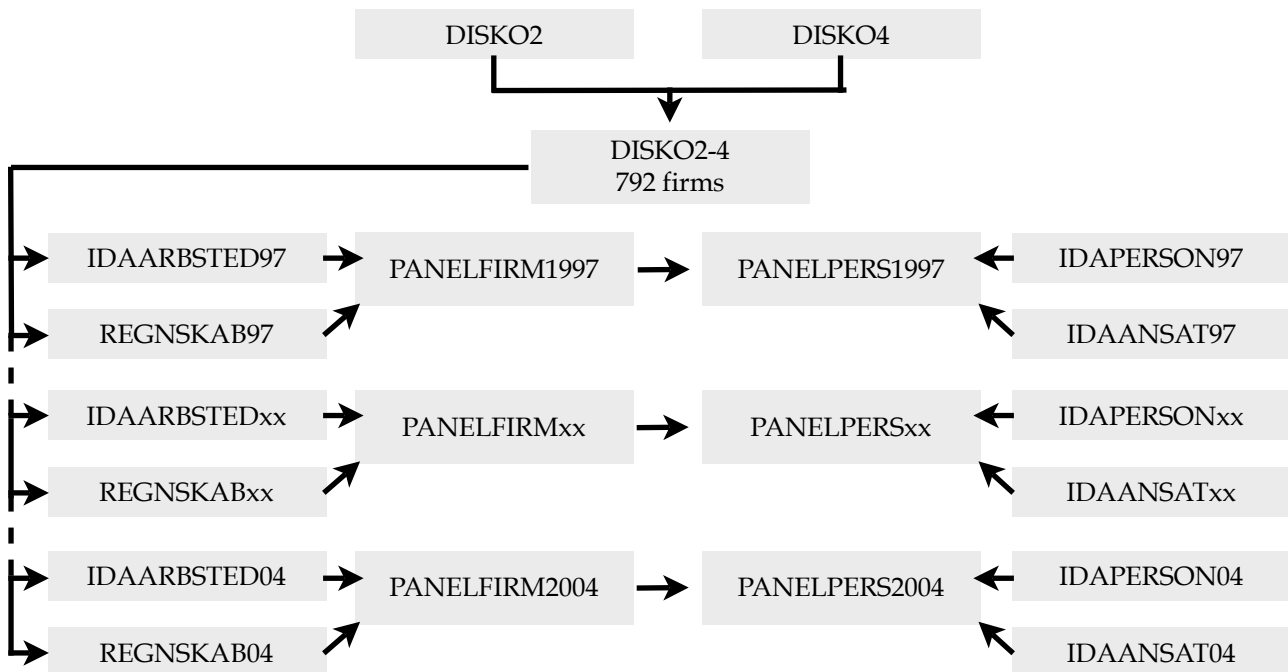 DISKO2
DISKO4
DISKO2-4
792 firms
IDAARBSTED97
PANELFIRM1997
PANELPERS1997
IDAPERSON97
REGNSKAB97
IDAANSAT97
IDAARBSTEDxx
PANELFIRMxx
PANELPERSxx
IDAPERSONxx
REGNSKABxx
IDAANSATxx
IDAARBSTED04
PANELFIRM2004
PANELPERS2004
IDAPERSON04
REGNSKAB04
IDAANSAT04